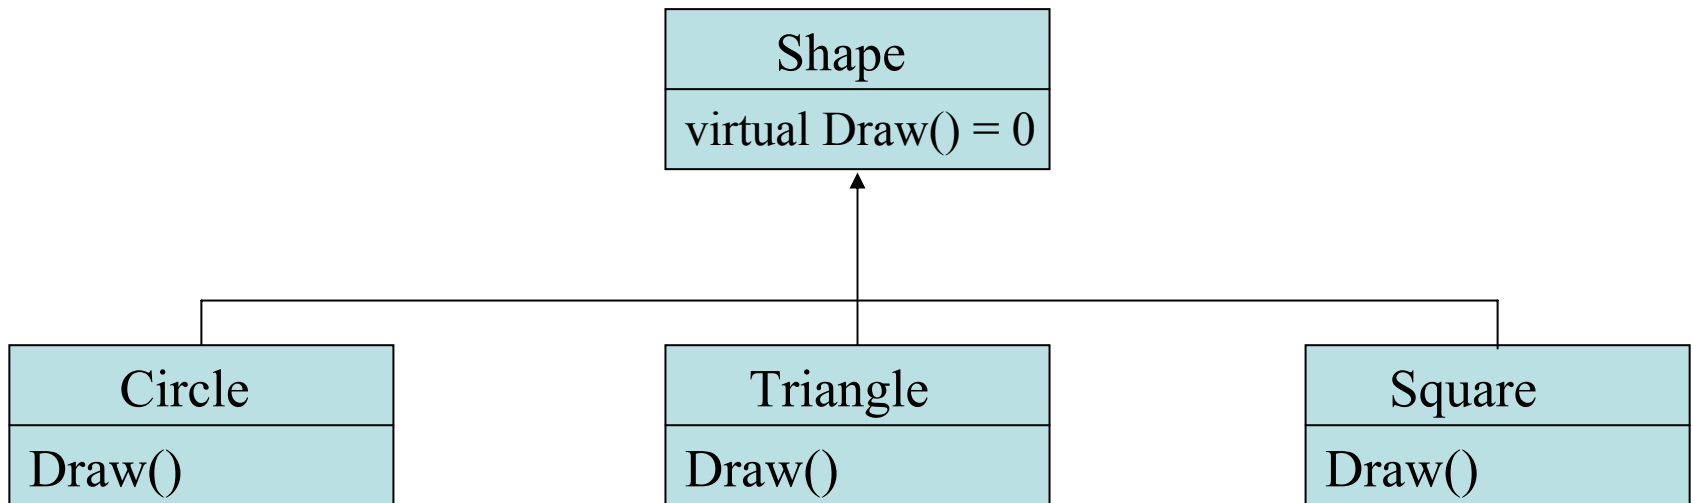 Shape
virtual Draw() = 0
Circle
Triangle
Square
Draw()
Draw()
Draw()